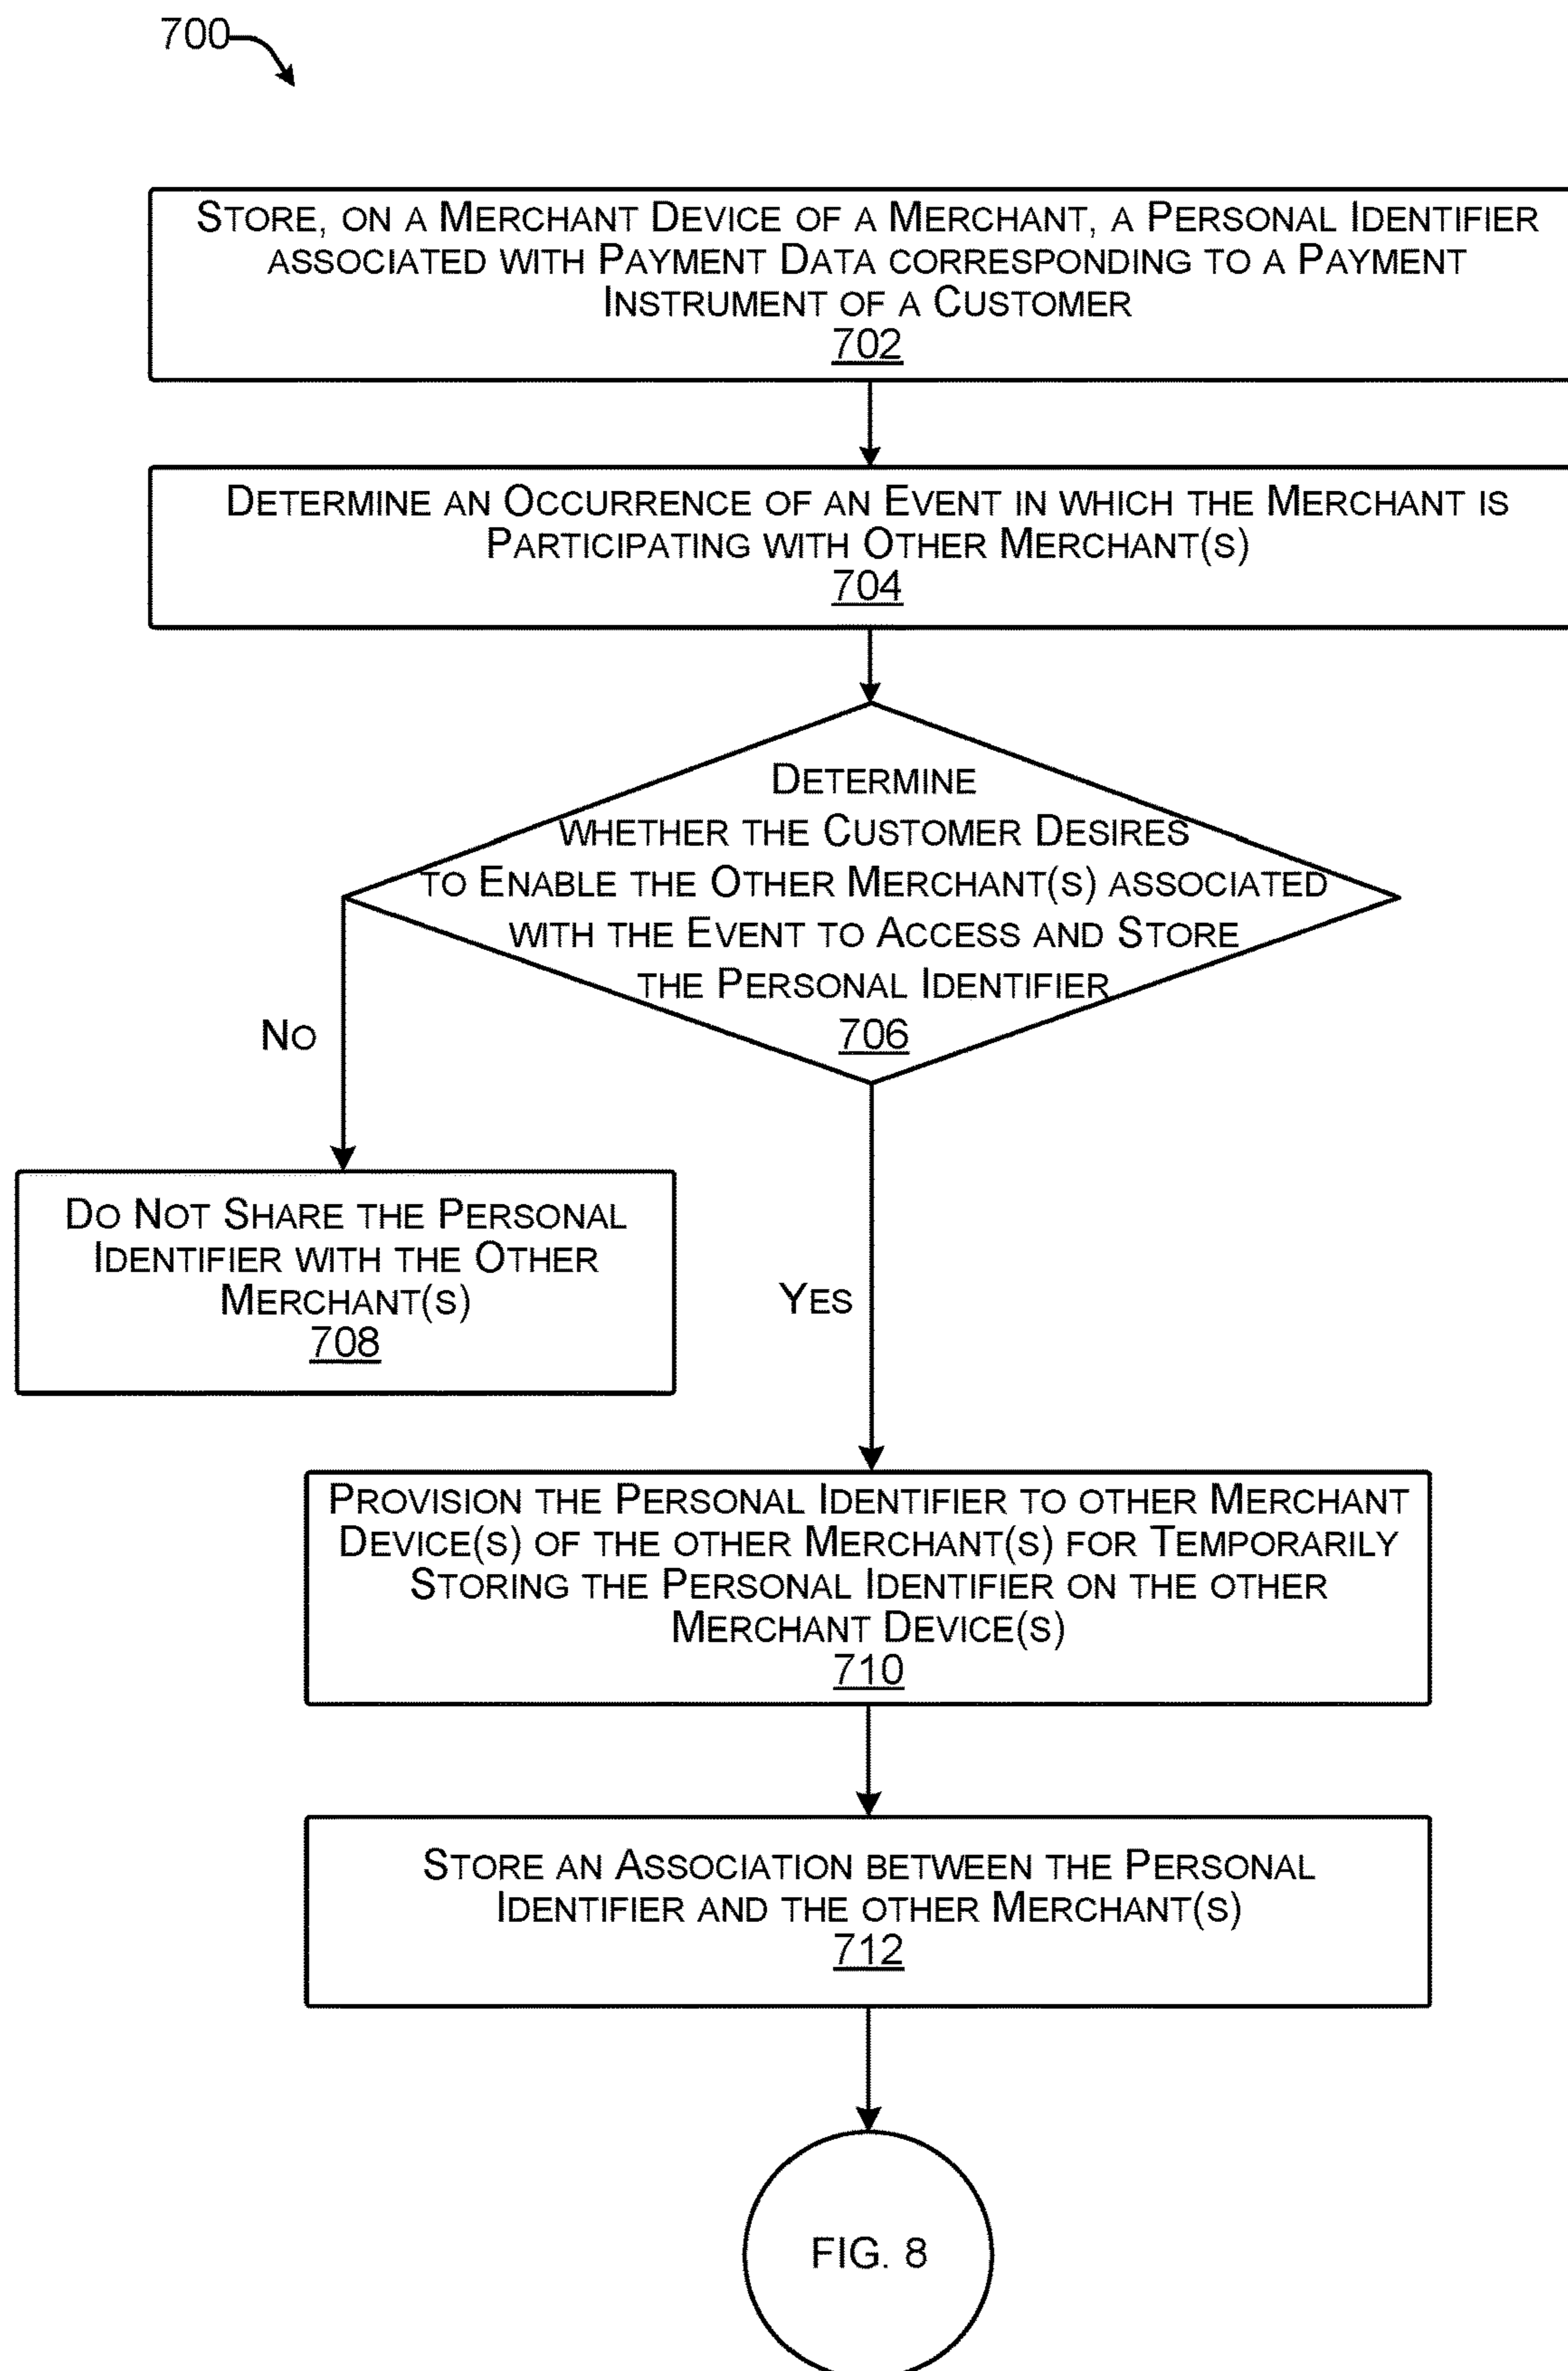 700
STORE, ON A MERCHANT DEVICE OF A MERCHANT, A PERSONAL IDENTIFIER
ASSOCIATED WITH PAYMENT DATA CORRESPONDING TO A PAYMENT
INSTRUMENT OF A CUSTOMER
702
DETERMINE AN OCCURRENCE OF AN EVENT IN WHICH THE MERCHANT IS
PARTICIPATING WITH OTHER MERCHANT(S)
704
DETERMINE
WHETHER THE CUSTOMER DESIRES
TO ENABLE THE OTHER MERCHANT(S) ASSOCIATED
WITH THE EVENT TO ACCESS AND STORE
THE PERSONAL IDENTIFIER
706
NO
DO NOT SHARE THE PERSONAL
IDENTIFIER WITH THE OTHER
MERCHANT(S)
708
YES
PROVISION THE PERSONAL IDENTIFIER TO OTHER MERCHANT
DEVICE(S) OF THE OTHER MERCHANT(S) FOR TEMPORARILY
STORING THE PERSONAL IDENTIFIER ON THE OTHER
MERCHANT DEVICE(S)
710
STORE AN ASSOCIATION BETWEEN THE PERSONAL
IDENTIFIER AND THE OTHER MERCHANT(S)
712
FIG. 8